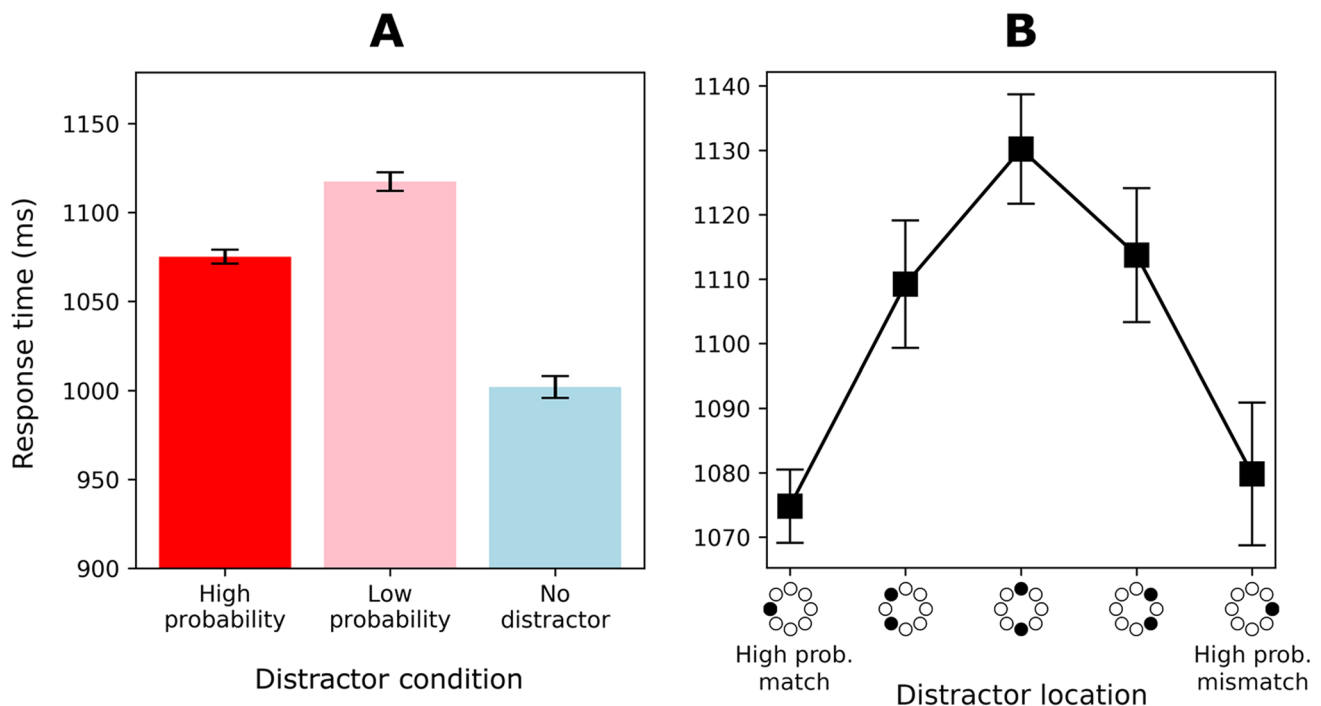 A
Response time (ms)
1150
1100
1050
1000
950
900
High
probability
Low
probability
No
distractor
Distractor condition
B
1140
1130
1120
1110
1100
1090
1080
1070
High prob.
match
High prob.
mismatch
Distractor location